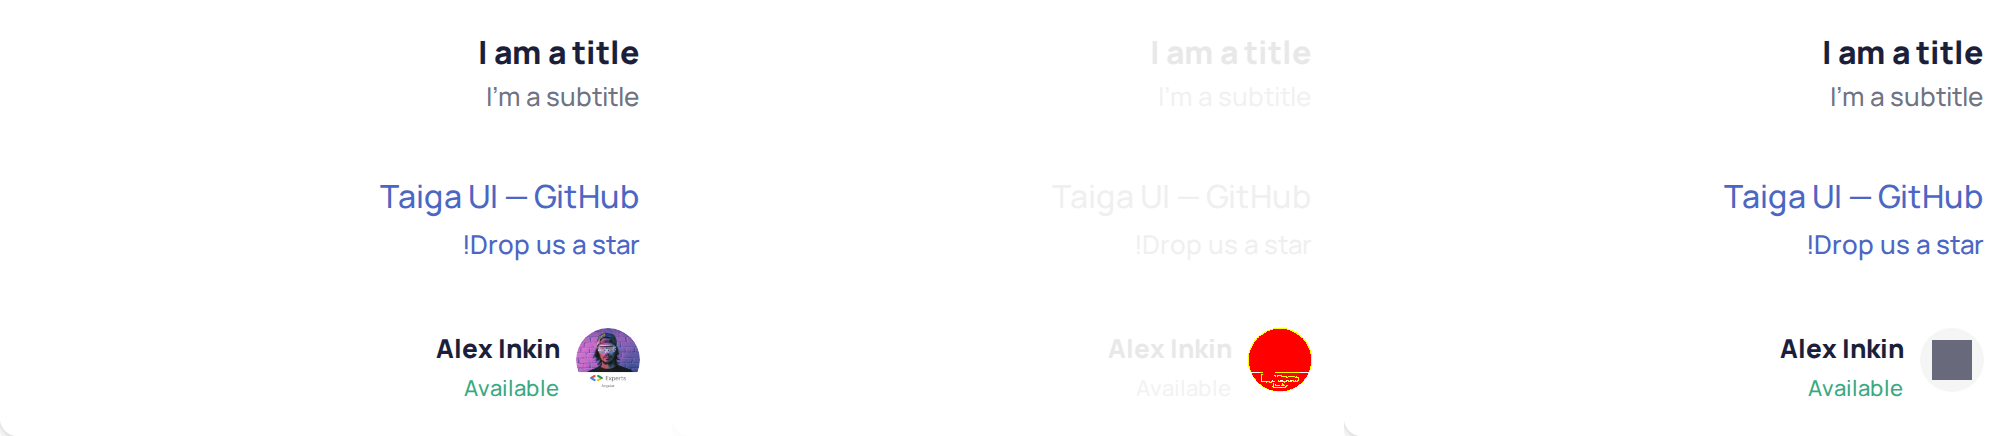 I am a title
I'm a subtitle
Taiga UI — GitHub
!Drop us a star
Alex Inkin
Available
Experts
I am a title
I'm a subtitle
Taiga UI — GitHub
!Drop us a star
Alex Inkin
Available
I am a title
I'm a subtitle
Taiga UI — GitHub
!Drop us a star
Alex Inkin
Available